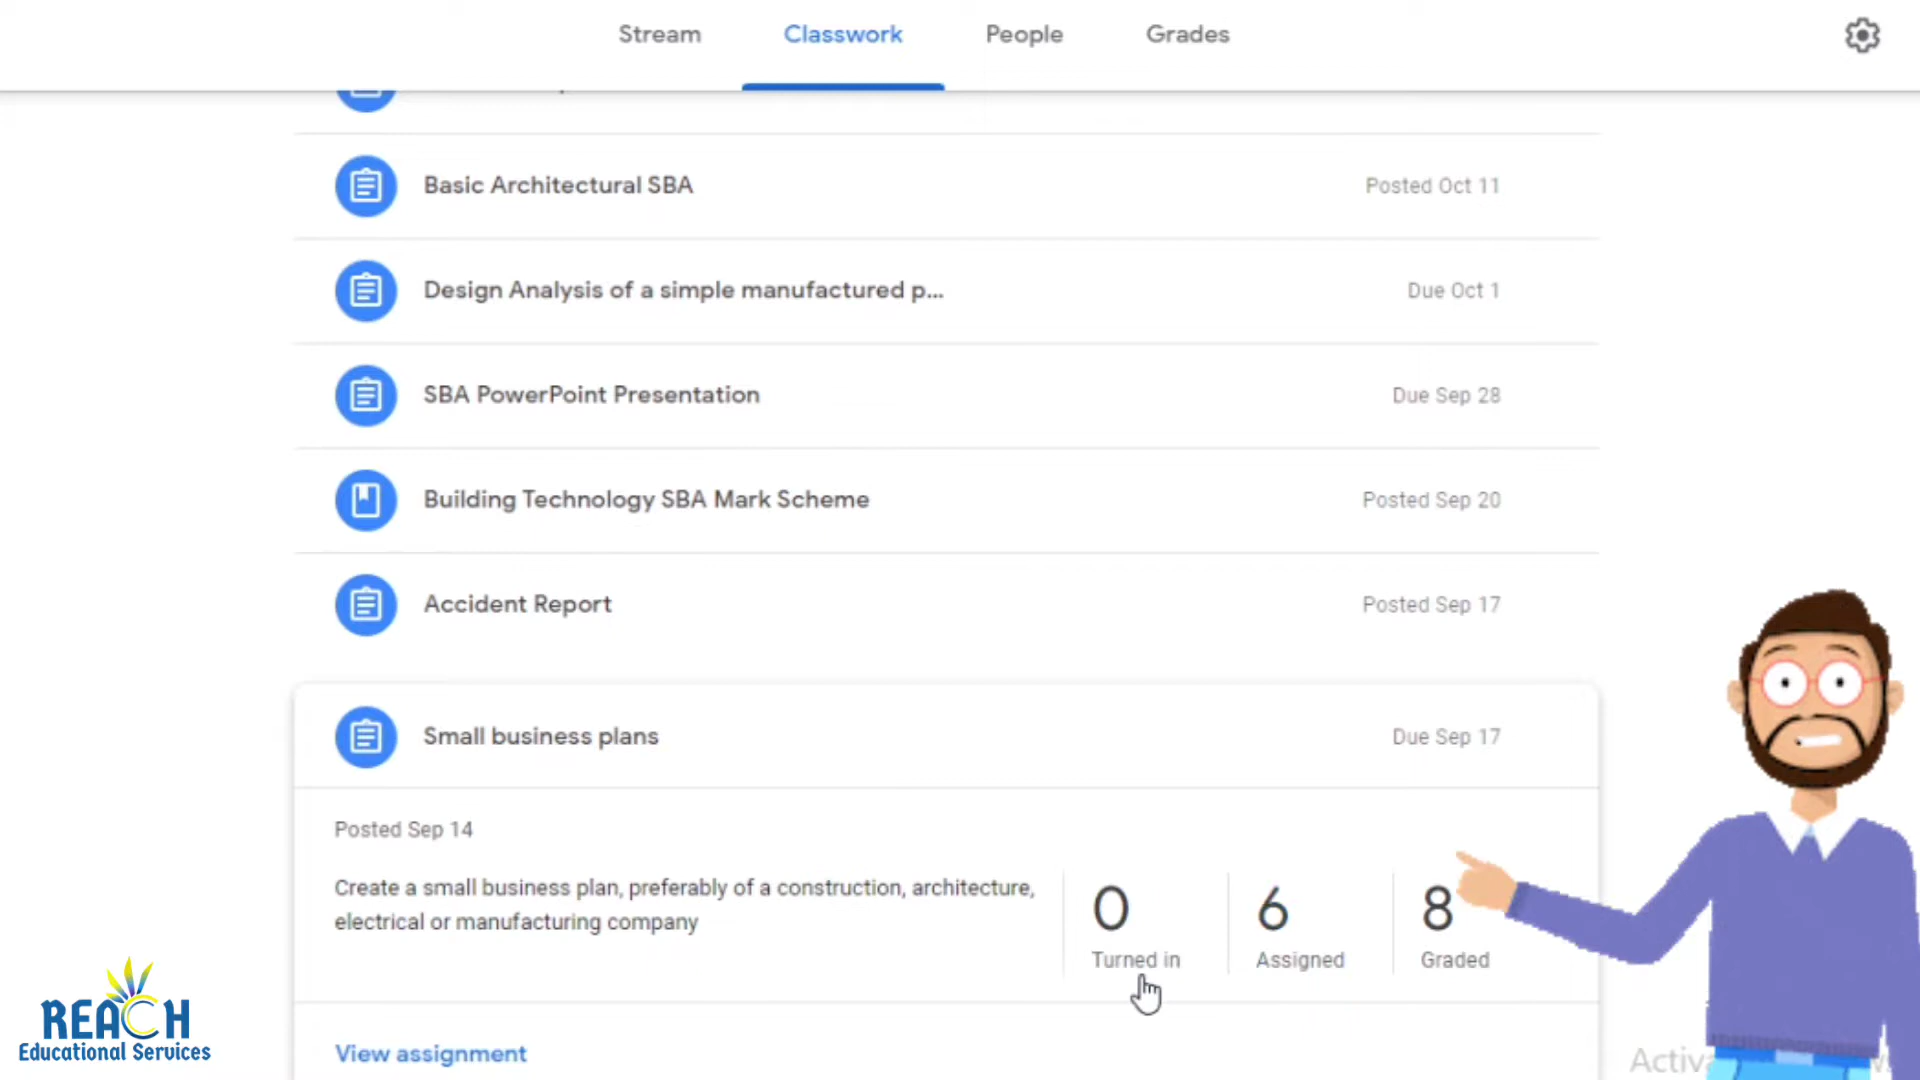 Stream Classwork People Grades
Basic Architectural SBA Posted Oct 11
Design Analysis of a simple manufactured p... Due Oct 1
SBA PowerPoint Presentation Due Sep 28
Building Technology SBA Mark Scheme Posted Sep 20
Accident Report Posted Sep 17
Small business plans Due Sep 17
Posted Sep 14
Create a small business plan, preferably of a construction, architecture,
electrical or manufacturing company
0 6 8
Turned in Assigned Graded
View assignment
REACH
Educational Services